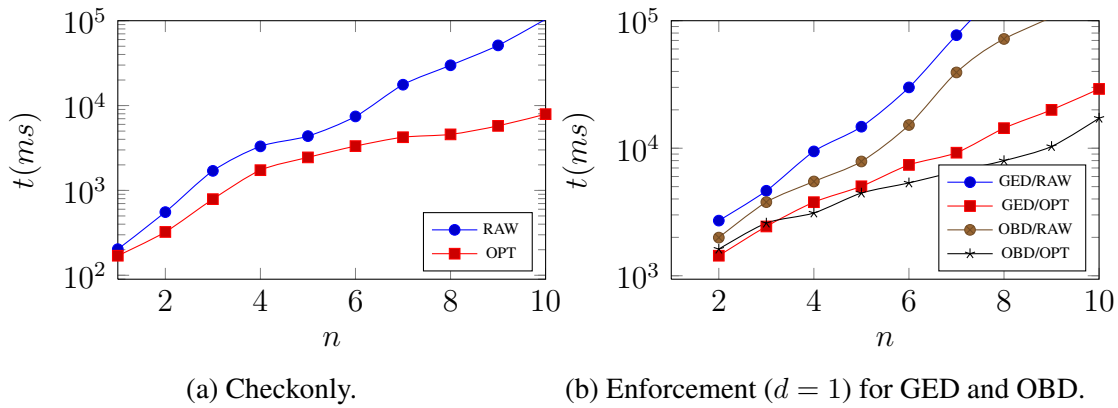 10^5
10^4
10^3
10^2
t(ms)
2 4 6 8 10
n
RAW
OPT
(a) Checkonly.
10^5
10^4
10^3
t(ms)
2 4 6 8 10
n
GED/RAW
GED/OPT
OBD/RAW
OBD/OPT
(b) Enforcement (d = 1) for GED and OBD.